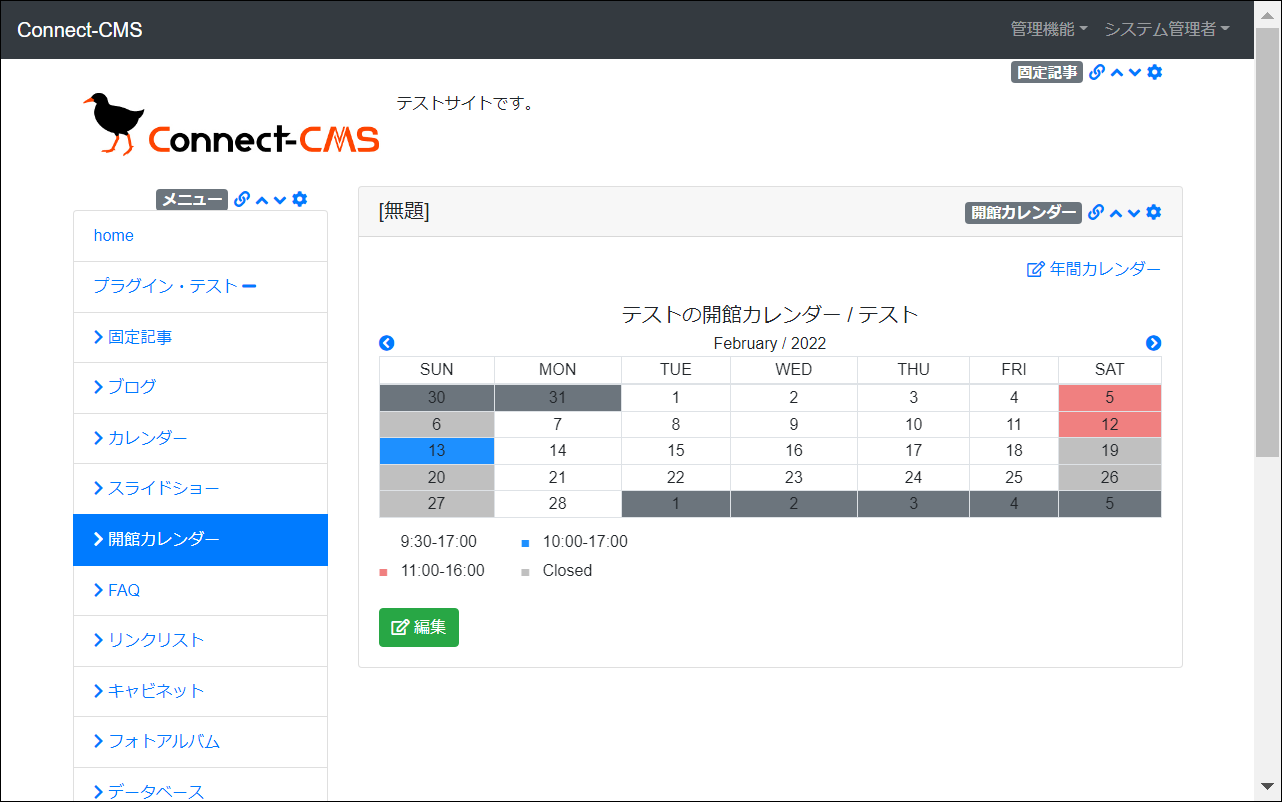 Connect-CMS 管理機能 システム管理者
固定記事
テストサイトです。
Connect-CMS
メニュー
home
プラグイン・テスト
固定記事
ブログ
カレンダー
スライドショー
開館カレンダー
FAQ
リンクリスト
キャビネット
フォトアルバム
データベース
[無題] 開館カレンダー
年間カレンダー
テストの開館カレンダー / テスト
February / 2022
SUN MON TUE WED THU FRI SAT
30 31 1 2 3 4 5
6 7 8 9 10 11 12
13 14 15 16 17 18 19
20 21 22 23 24 25 26
27 28 1 2 3 4 5
9:30-17:00 10:00-17:00
11:00-16:00 Closed
編集